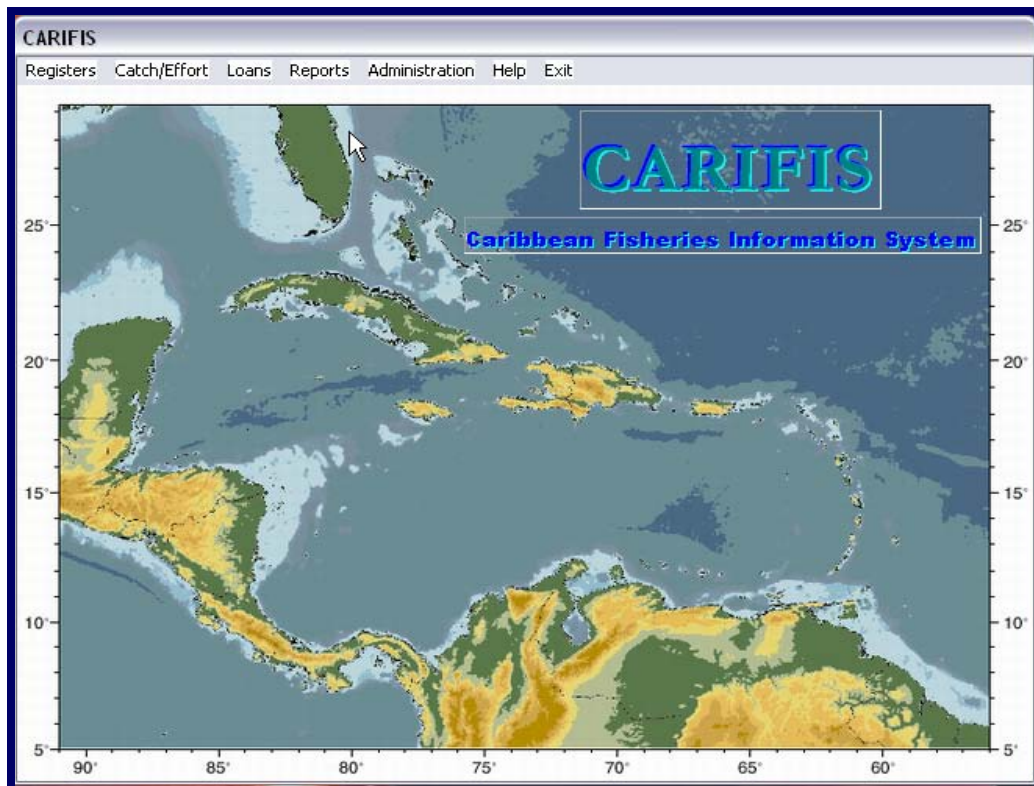 CARIFIS
Registers Catch/Effort Loans Reports Administration Help Exit
CARIFIS
Caribbean Fisheries Information System
25° 25°
20° 20°
15° 15°
10° 10°
5° 5°
90° 85° 80° 75° 70° 65° 60°